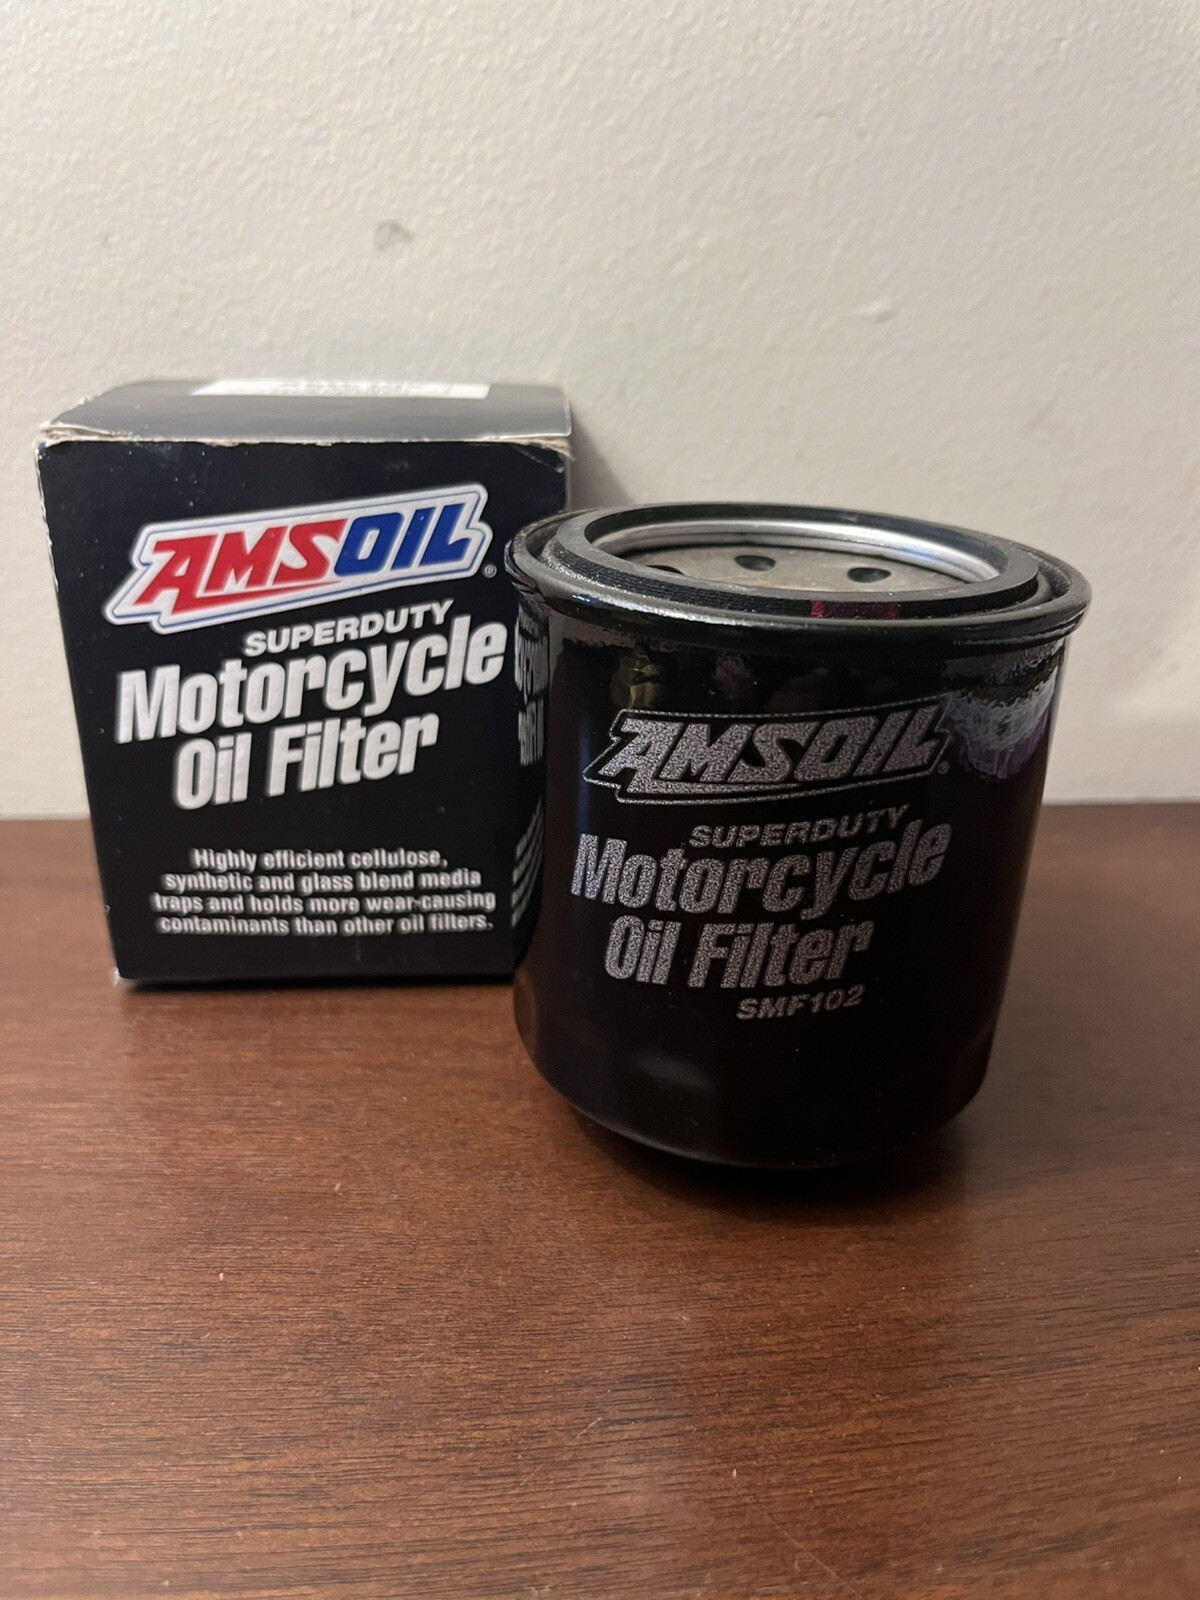 AMSOIL®
SUPERDUTY
Motorcycle
Oil Filter
Highly efficient cellulose,
synthetic and glass blend media
traps and holds more wear-causing
contaminants than other oil filters.
AMSOIL®
SUPERDUTY
Motorcycle
Oil Filter
SMF102